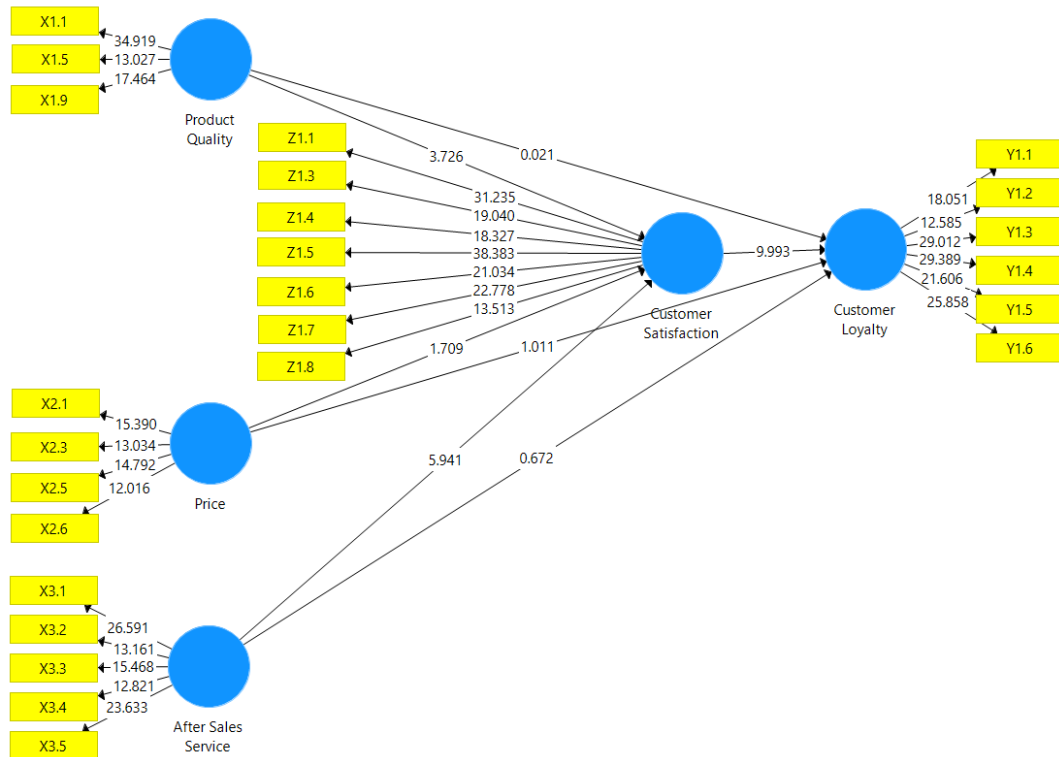 X1.1
X1.5
X1.9
34.919
13.027
17.464
Product
Quality
3.726
0.021
Z1.1
Z1.3
Z1.4
Z1.5
Z1.6
Z1.7
Z1.8
31.235
19.040
18.327
38.383
21.034
22.778
13.513
Customer
Satisfaction
9.993
Customer
Loyalty
18.051
12.585
29.012
29.389
21.606
25.858
Y1.1
Y1.2
Y1.3
Y1.4
Y1.5
Y1.6
1.709
1.011
X2.1
X2.3
X2.5
X2.6
15.390
13.034
14.792
12.016
Price
5.941
0.672
X3.1
X3.2
X3.3
X3.4
X3.5
26.591
13.161
15.468
12.821
23.633
After Sales
Service